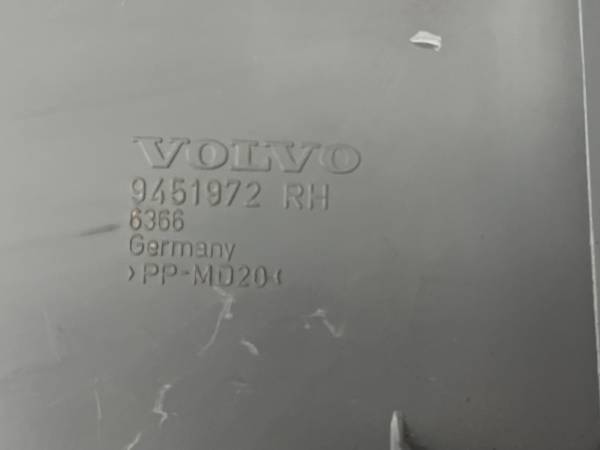 VOLVO
9451972 RH
6366
Germany
>PP-MD20<